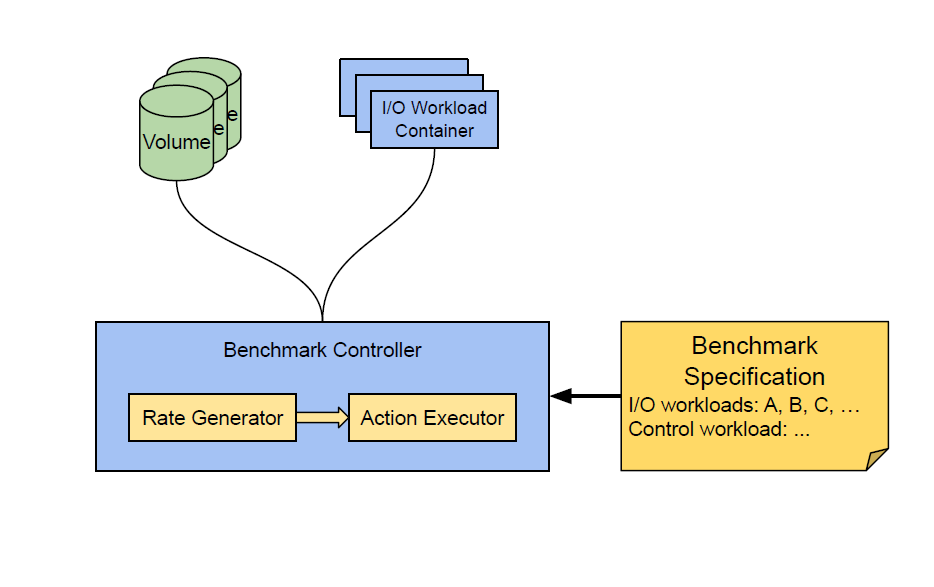 Volume
e
e
I/O Workload
Container
Benchmark Controller
Rate Generator
Action Executor
Benchmark
Specification
I/O workloads: A, B, C, …
Control workload: ...